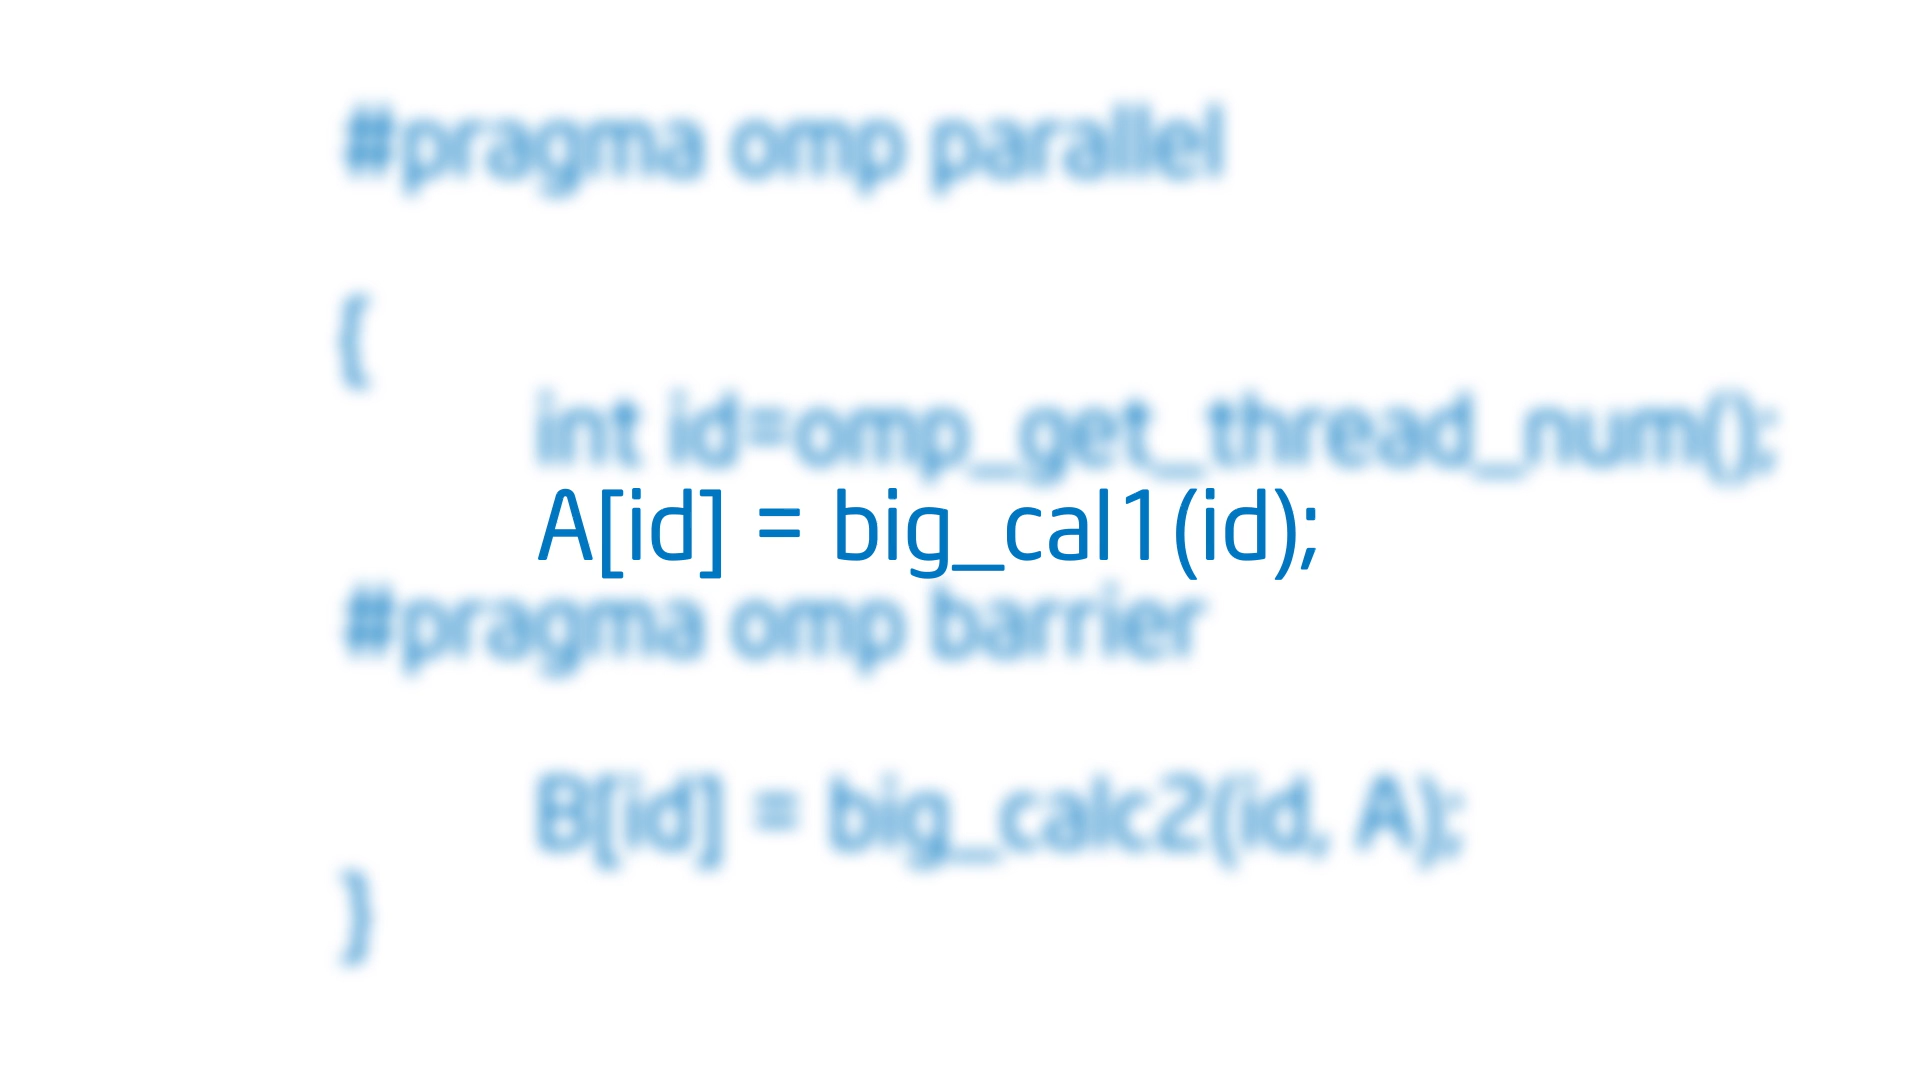 #pragma omp parallel
{
int id=omp_get_thread_num();
A[id] = big_cal1(id);
#pragma omp barrier
B[id] = big_calc2(id, A);
}